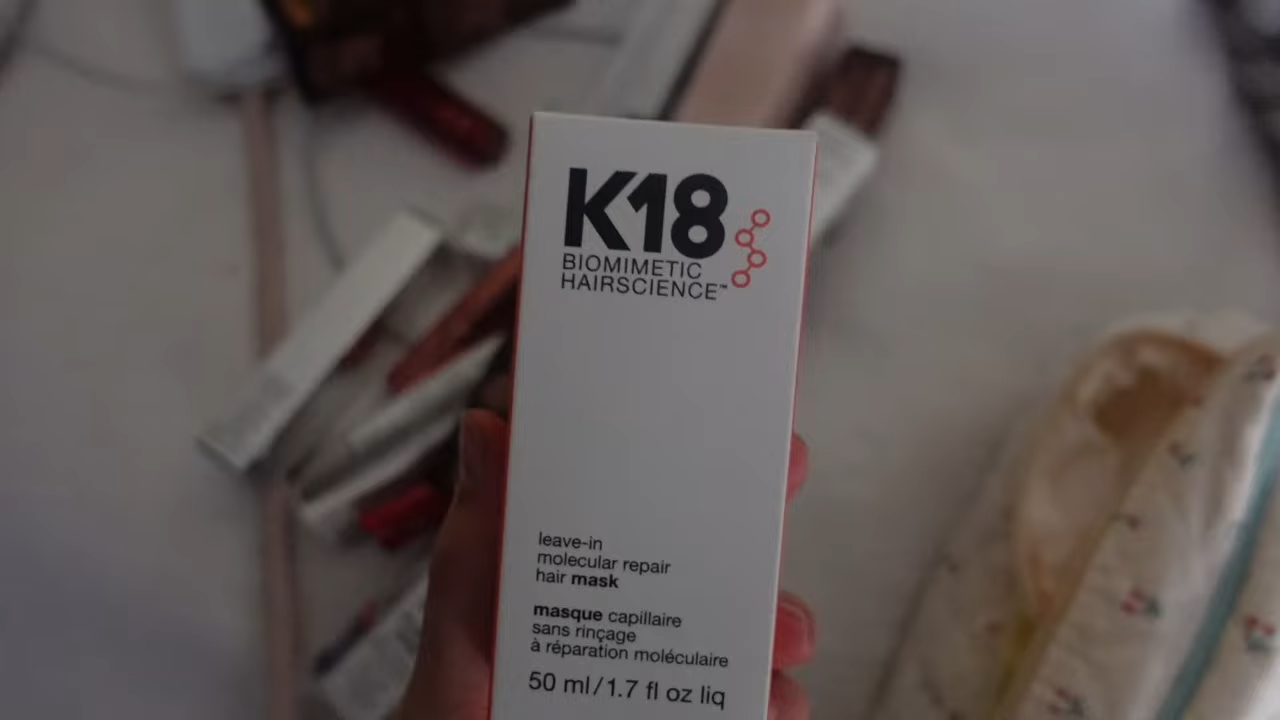 K18
BIOMIMETIC
HAIRSCIENCE™
leave-in
molecular repair
hair mask
masque capillaire
sans rinçage
à réparation moléculaire
50 ml/1.7 fl oz liq